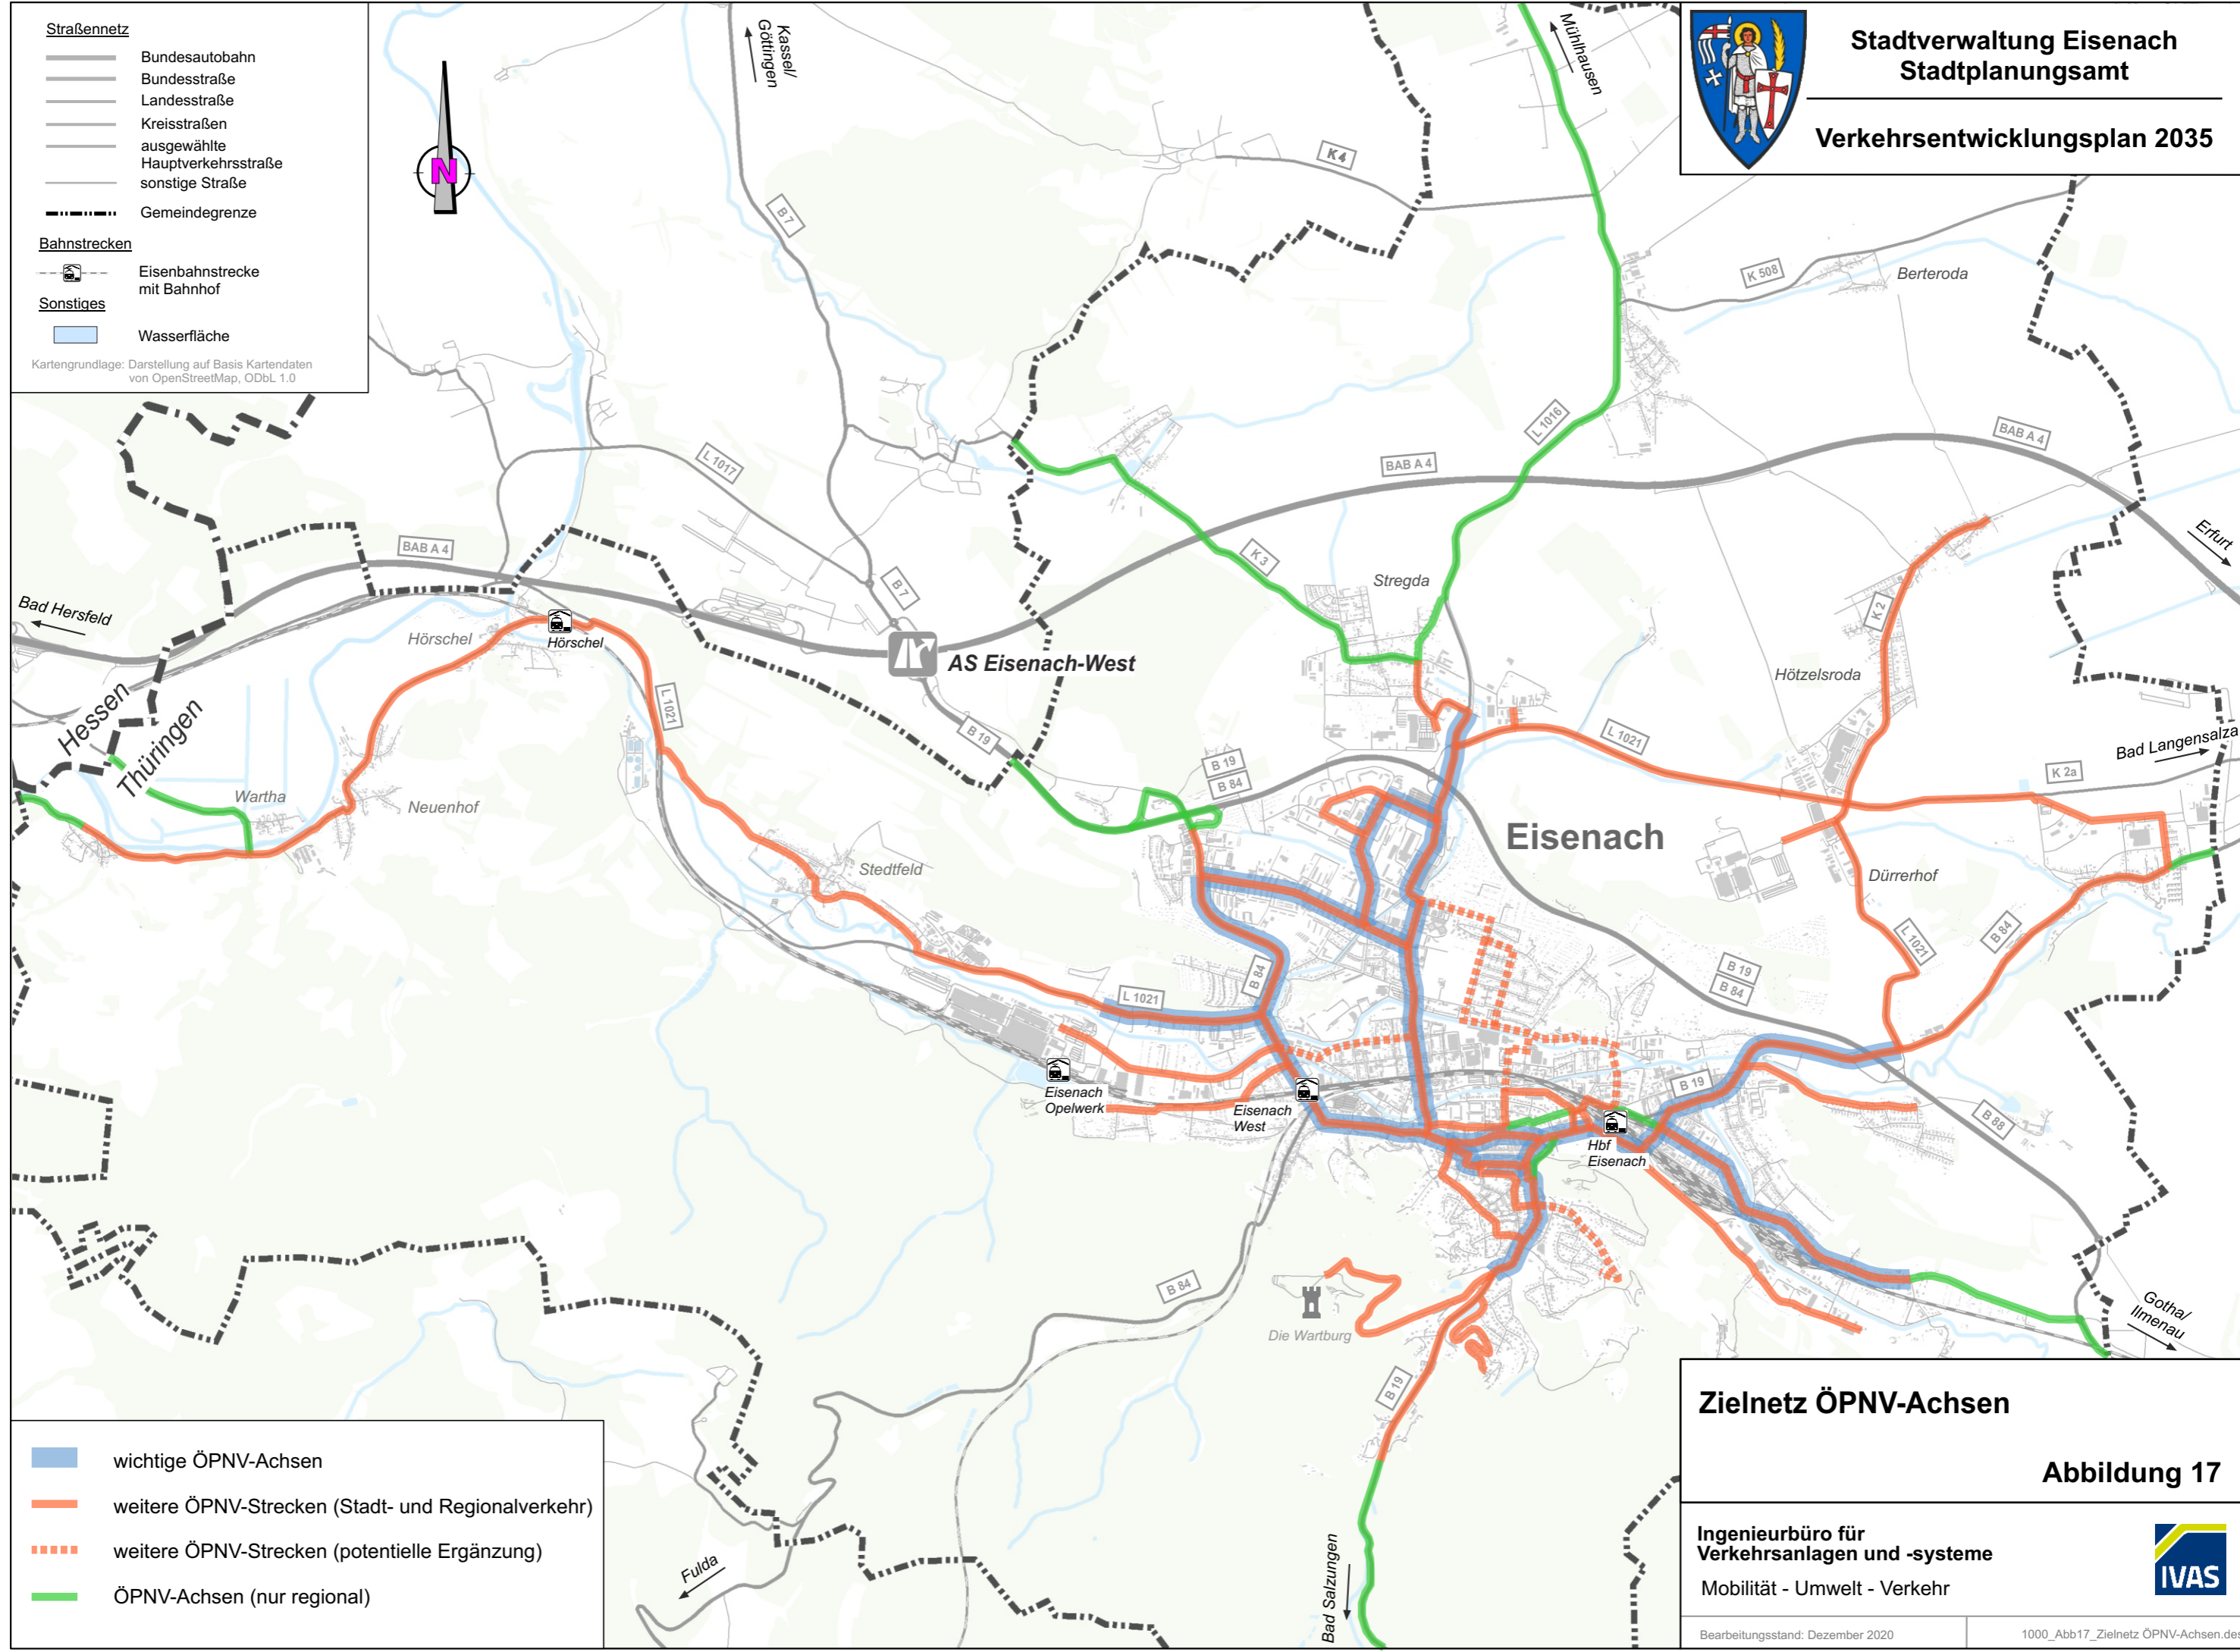 Straßennetz
Bundesautobahn
Bundesstraße
Landesstraße
Kreisstraßen
ausgewählte
Hauptverkehrsstraße
sonstige Straße
Gemeindegrenze
Bahnstrecken
Eisenbahnstrecke
mit Bahnhof
Sonstiges
Wasserfläche
Kartengrundlage: Darstellung auf Basis Kartendaten
von OpenStreetMap, ODbL 1.0
N
Kassel/
Göttingen
Mühlhausen
Stadtverwaltung Eisenach
Stadtplanungsamt
Verkehrsentwicklungsplan 2035
K 4
B 7
K 508
Berteroda
L 1016
BAB A 4
BAB A 4
L 1017
Erfurt
BAB A 4
K 3
B 7
Stregda
Bad Hersfeld
Hörschel
Hörschel
K 2
AS Eisenach-West
Hötzelsroda
Hessen
Thüringen
L 1021
B 19
L 1021
Bad Langensalza
B 19
B 84
K 2a
Wartha
Neuenhof
Eisenach
Stedtfeld
Dürrerhof
L 1021
B 84
B 84
B 19
B 84
L 1021
Eisenach
Opelwerk
B 19
Eisenach
West
B 88
Hbf
Eisenach
B 84
Die Wartburg
Gotha/
Ilmenau
B 19
Zielnetz ÖPNV-Achsen
Abbildung 17
wichtige ÖPNV-Achsen
weitere ÖPNV-Strecken (Stadt- und Regionalverkehr)
weitere ÖPNV-Strecken (potentielle Ergänzung)
ÖPNV-Achsen (nur regional)
Fulda
Bad Salzungen
Ingenieurbüro für
Verkehrsanlagen und -systeme
Mobilität - Umwelt - Verkehr
IVAS
Bearbeitungsstand: Dezember 2020
1000_Abb17_Zielnetz ÖPNV-Achsen.de